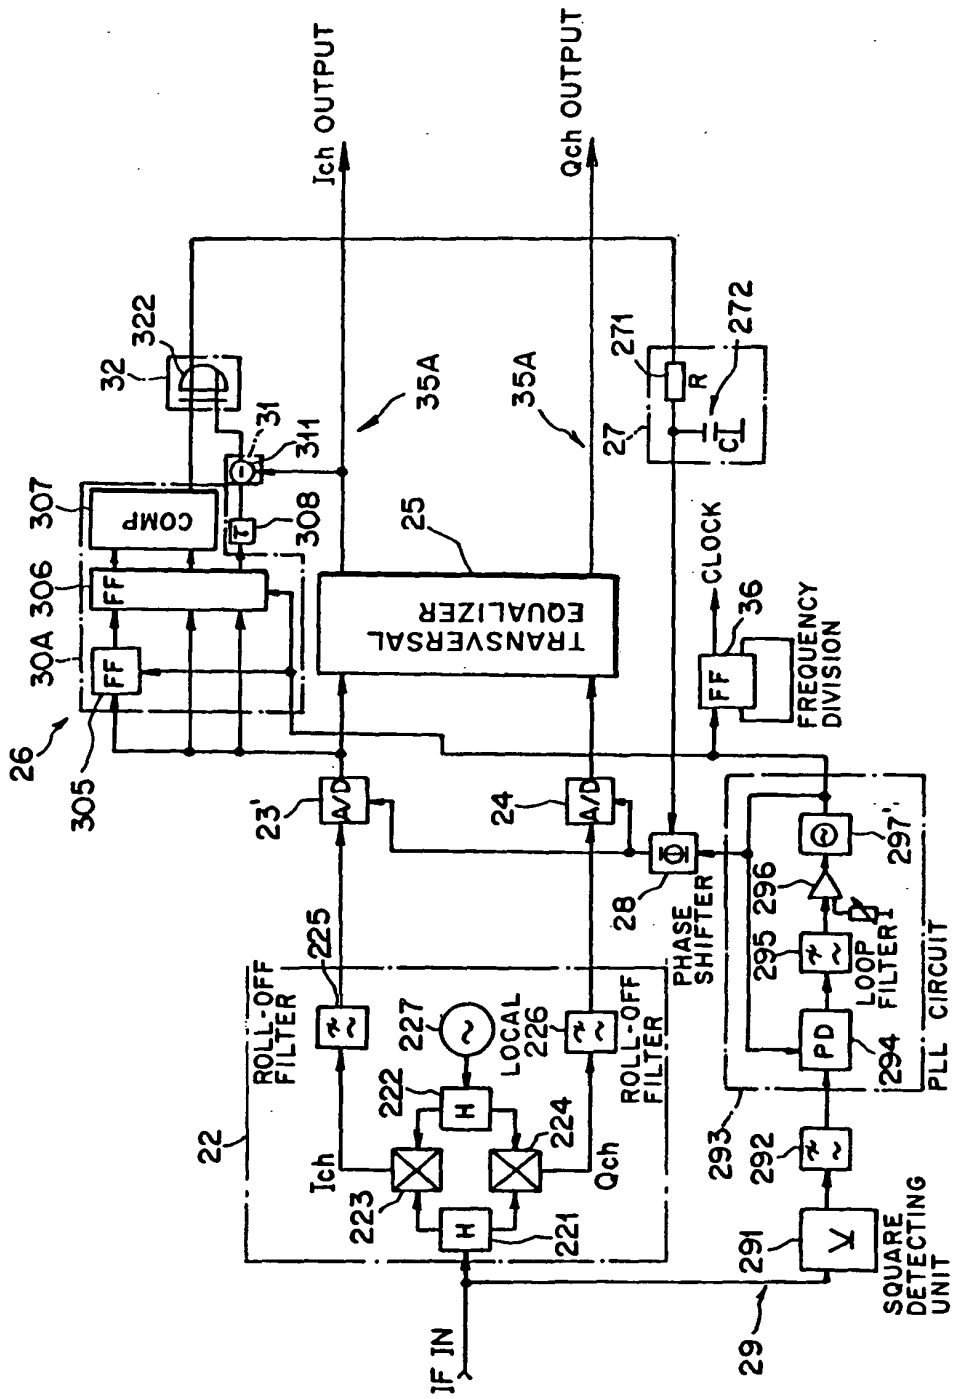 IF IN
22
ROLL-OFF
FILTER
225
Ich
223
222
H
227
LOCAL
H
221
224
Qch
226
ROLL-OFF
FILTER
23'
A/D
24
A/D
28
PHASE
SHIFTER
26
305
30A
FF
306
FF
307
COMP
τ
308
31
311
32
322
25
TRANSVERSAL
EQUALIZER
35A
35A
Ich OUTPUT
Qch OUTPUT
27
271
R
C
272
CLOCK
36
FF
FREQUENCY
DIVISION
29
291
SQUARE
DETECTING
UNIT
292
293
PD
294
295
LOOP
FILTER
296
297'
PLL CIRCUIT